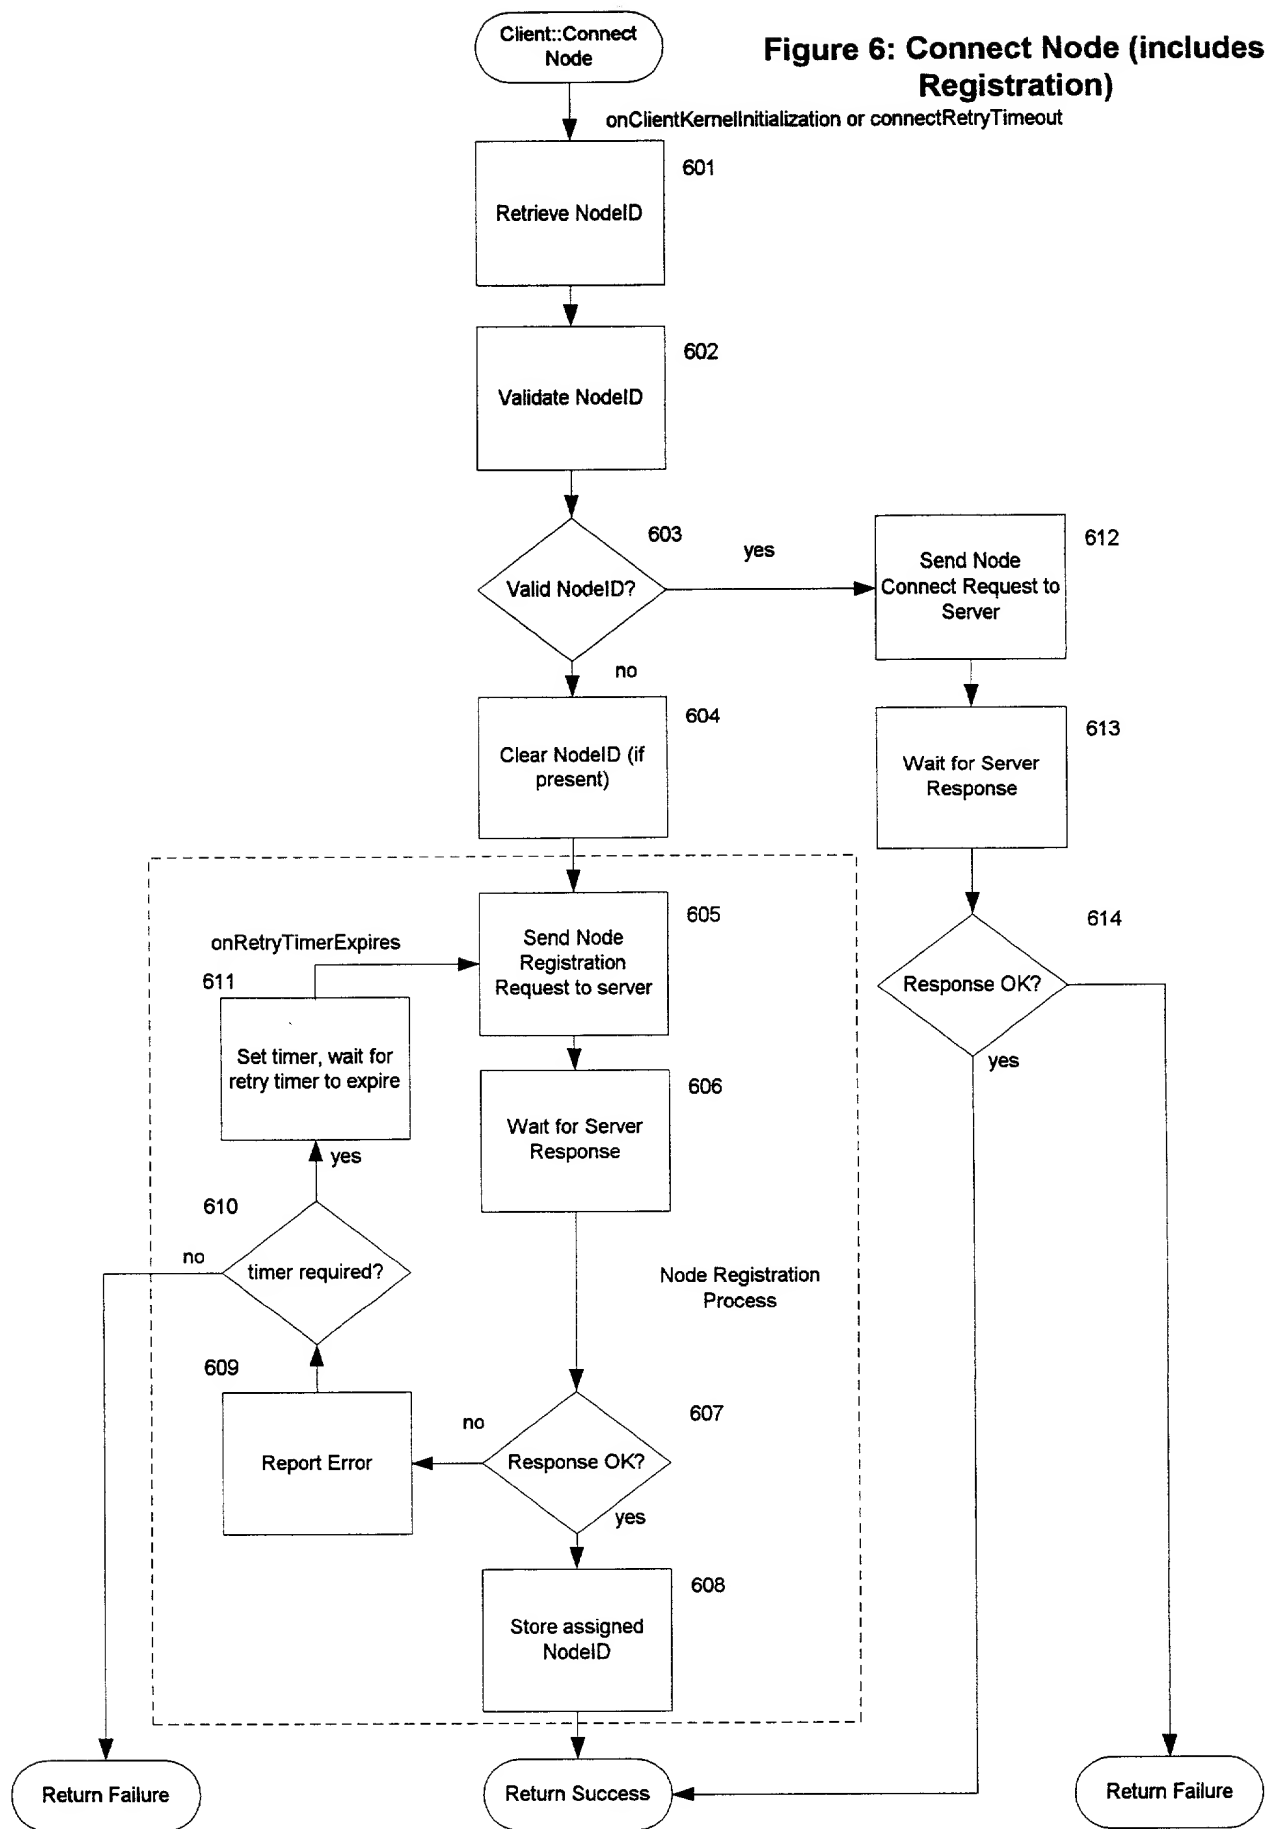 Client::Connect
Node
Figure 6: Connect Node (includes
Registration)
onClientKernelInitialization or connectRetryTimeout
601
Retrieve NodeID
602
Validate NodeID
603
Valid NodeID?
yes
612
Send Node
Connect Request to
Server
no
604
Clear NodeID (if
present)
613
Wait for Server
Response
614
Response OK?
yes
605
Send Node
Registration
Request to server
onRetryTimerExpires
611
Set timer, wait for
retry timer to expire
606
Wait for Server
Response
yes
610
timer required?
no
Node Registration
Process
609
Report Error
no
607
Response OK?
yes
608
Store assigned
NodeID
Return Failure
Return Success
Return Failure